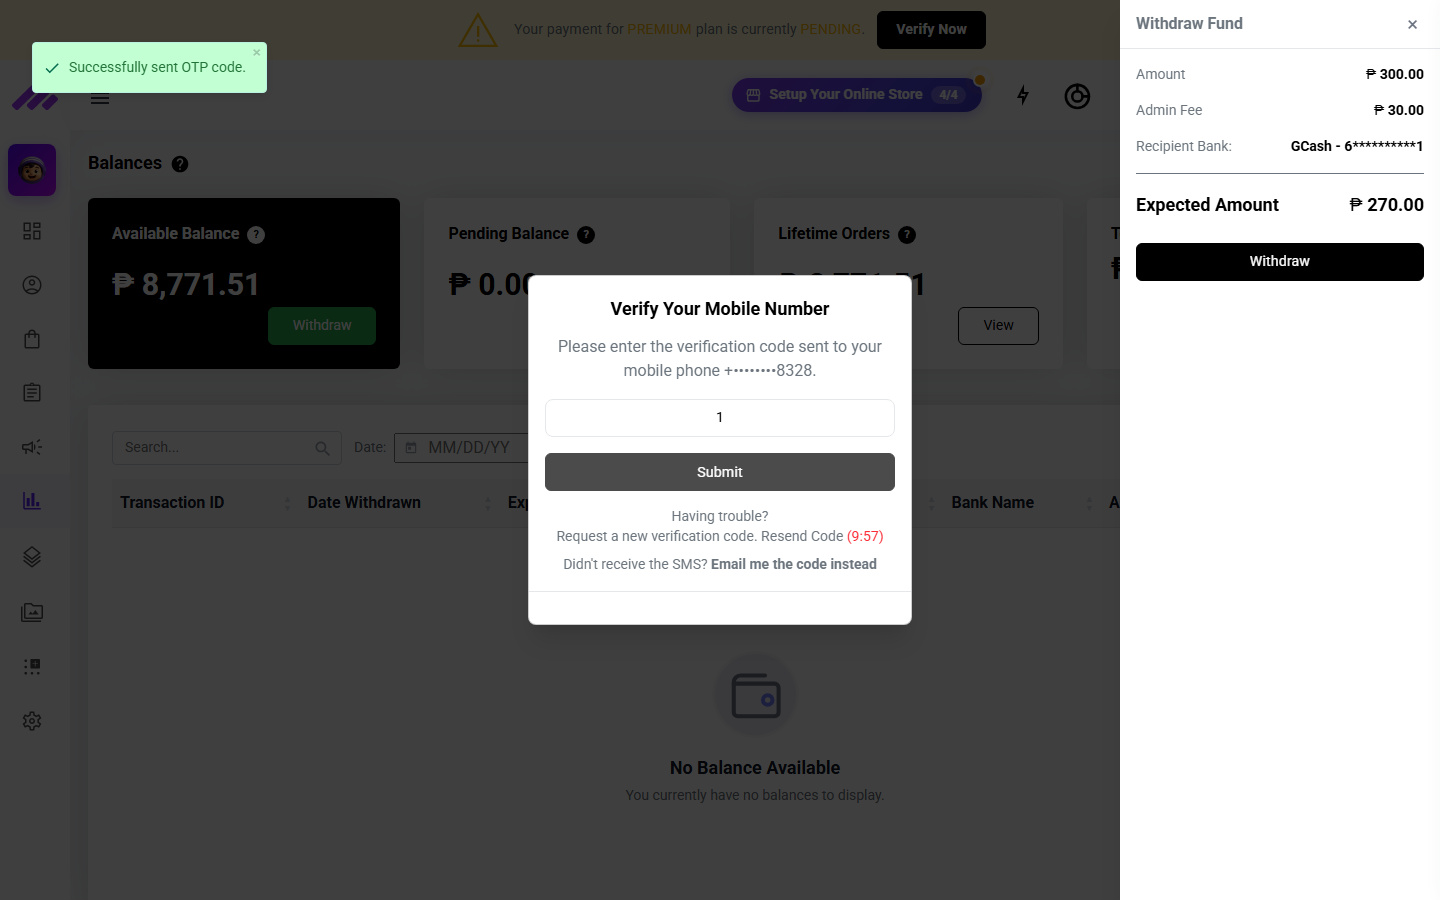 Your payment for PREMIUM plan is currently PENDING.
Verify Now
Successfully sent OTP code.
Setup Your Online Store 4/4
Balances
Available Balance
₱ 8,771.51
Withdraw
Pending Balance
₱ 0.00
Lifetime Orders
View
Search...
Date:
MM/DD/YY
Transaction ID
Date Withdrawn
Bank Name
Verify Your Mobile Number
Please enter the verification code sent to your
mobile phone +••••••••8328.
1
Submit
Having trouble?
Request a new verification code. Resend Code (9:57)
Didn't receive the SMS? Email me the code instead
No Balance Available
You currently have no balances to display.
Withdraw Fund
Amount ₱ 300.00
Admin Fee ₱ 30.00
Recipient Bank: GCash - 6**********1
Expected Amount ₱ 270.00
Withdraw